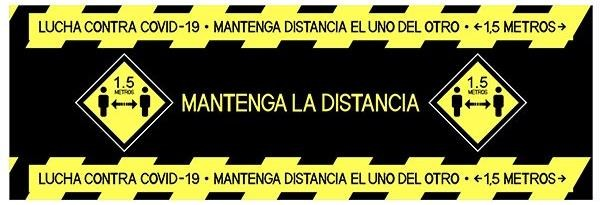 LUCHA CONTRA COVID-19 • MANTENGA DISTANCIA EL UNO DEL OTRO • ←1,5 METROS→
1.5
METROS
MANTENGA LA DISTANCIA
1.5
METROS
LUCHA CONTRA COVID-19 • MANTENGA DISTANCIA EL UNO DEL OTRO • ←1,5 METROS→